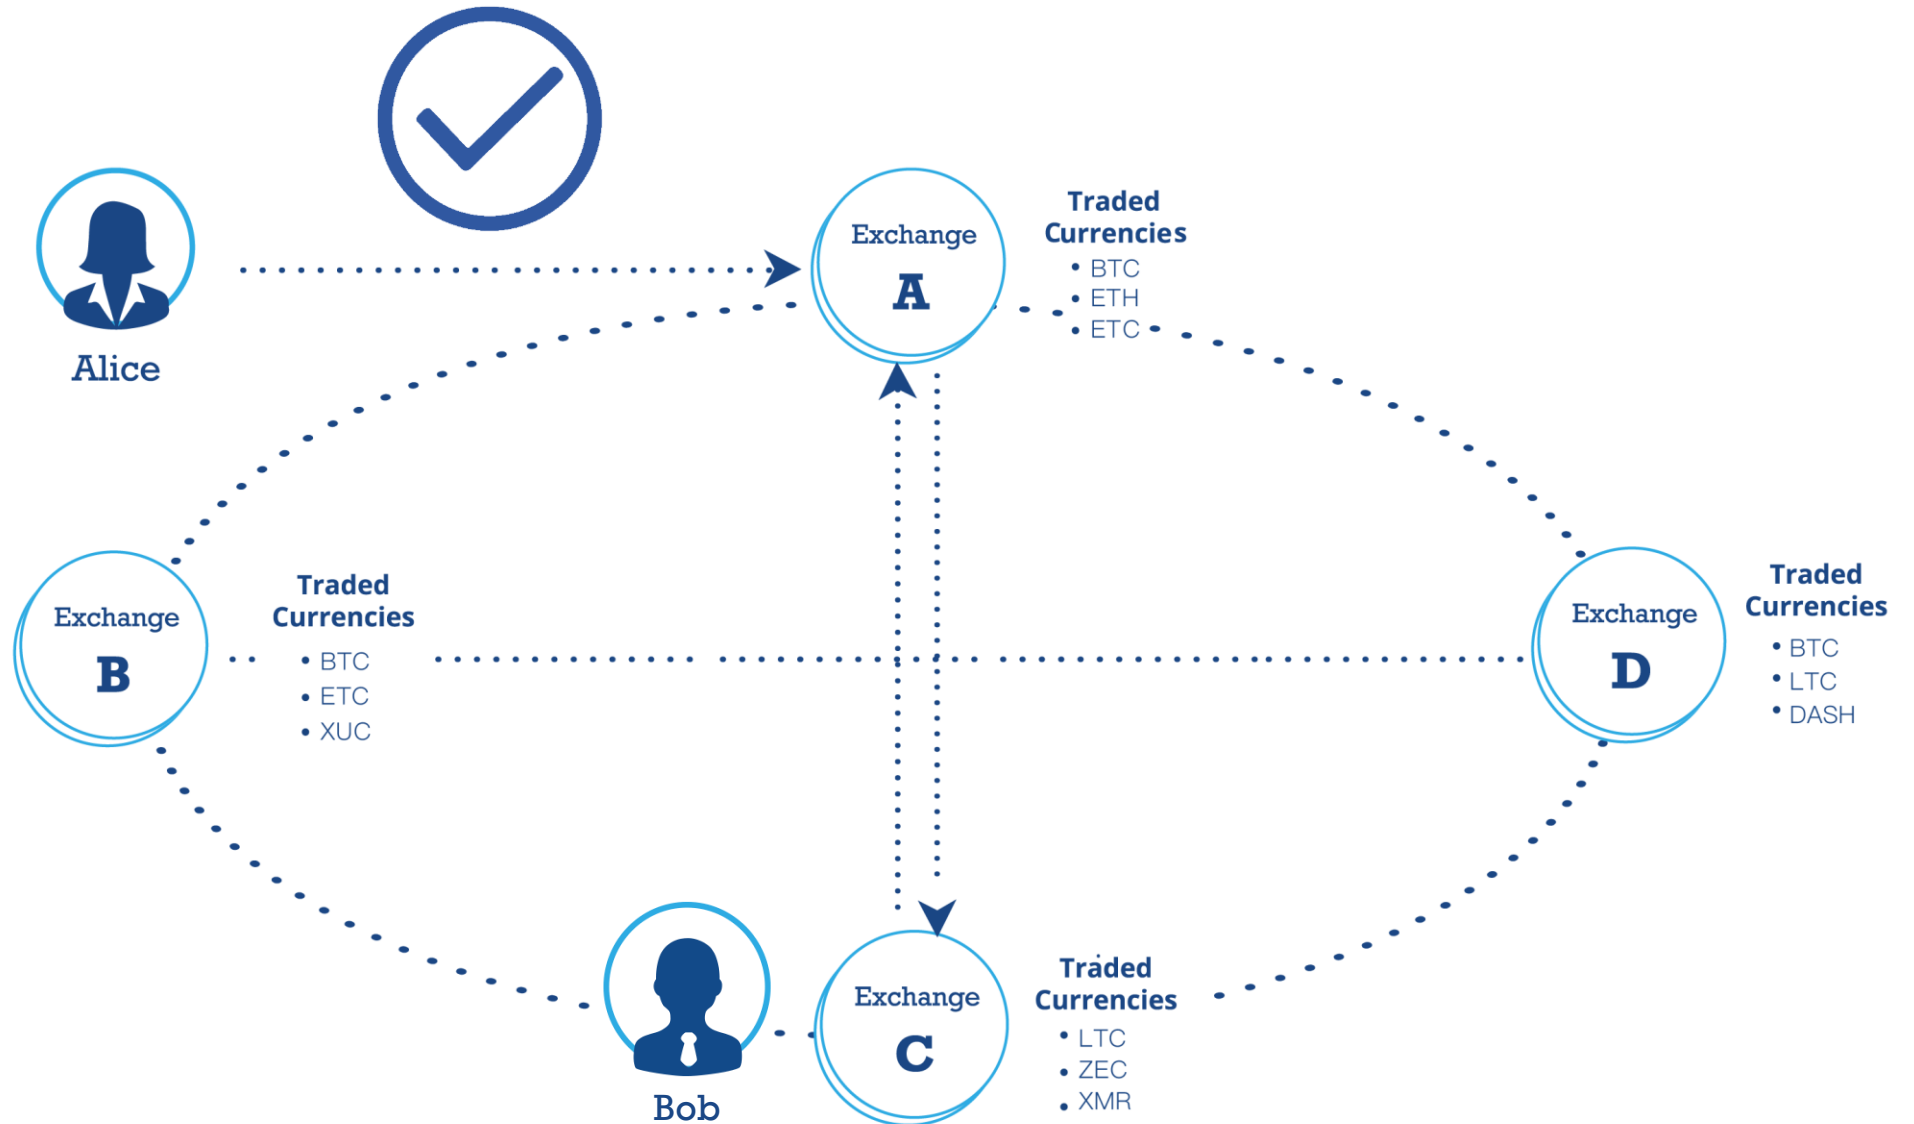 Alice
Exchange
A
Traded
Currencies
• BTC
• ETH
• ETC
Exchange
B
Traded
Currencies
• BTC
• ETC
• XUC
Exchange
D
Traded
Currencies
• BTC
• LTC
• DASH
Bob
Exchange
C
Traded
Currencies
• LTC
• ZEC
• XMR